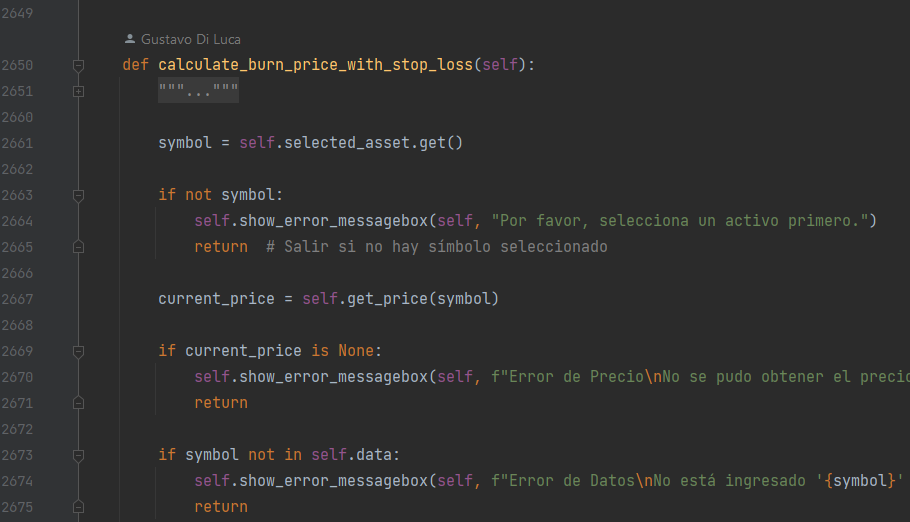 2649
Gustavo Di Luca
2650 def calculate_burn_price_with_stop_loss(self):
2651 """..."""
2660
2661 symbol = self.selected_asset.get()
2662
2663 if not symbol:
2664 self.show_error_messagebox(self, "Por favor, selecciona un activo primero.")
2665 return  # Salir si no hay símbolo seleccionado
2666
2667 current_price = self.get_price(symbol)
2668
2669 if current_price is None:
2670 self.show_error_messagebox(self, f"Error de Precio\nNo se pudo obtener el precio
2671 return
2672
2673 if symbol not in self.data:
2674 self.show_error_messagebox(self, f"Error de Datos\nNo está ingresado '{symbol}'
2675 return